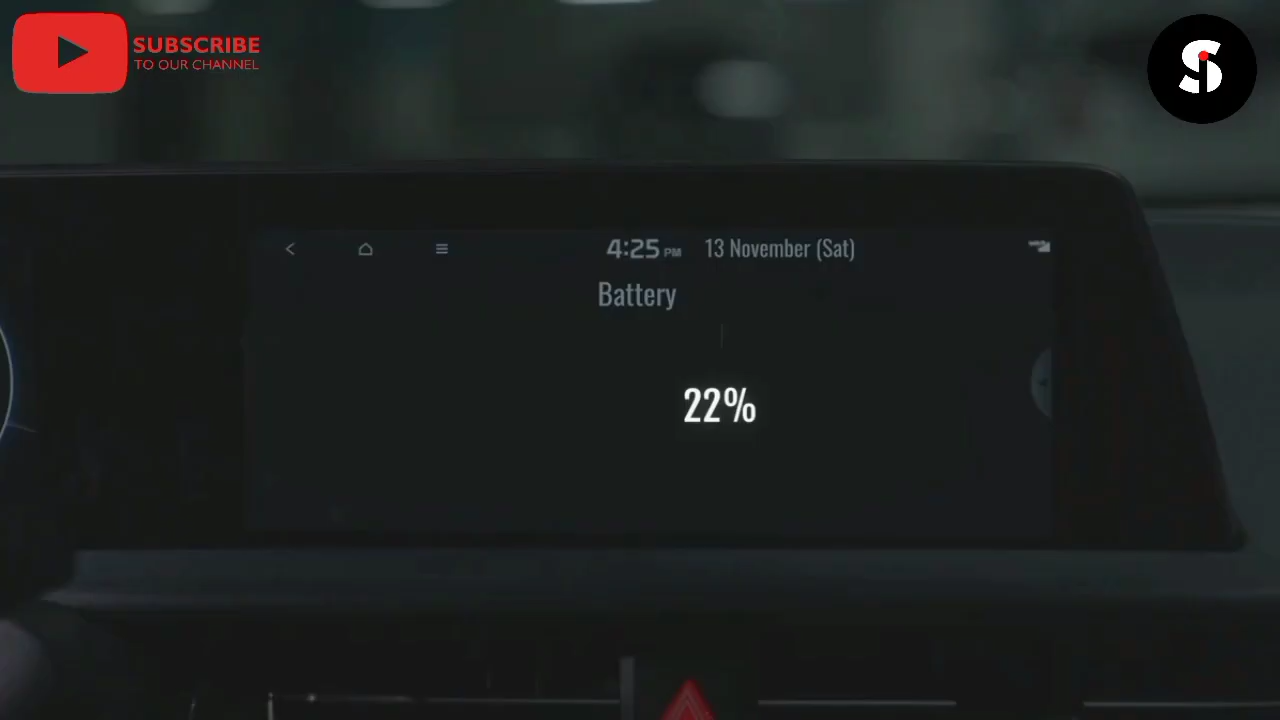 SUBSCRIBE
TO OUR CHANNEL
4:25 PM 13 November (Sat)
Battery
22%